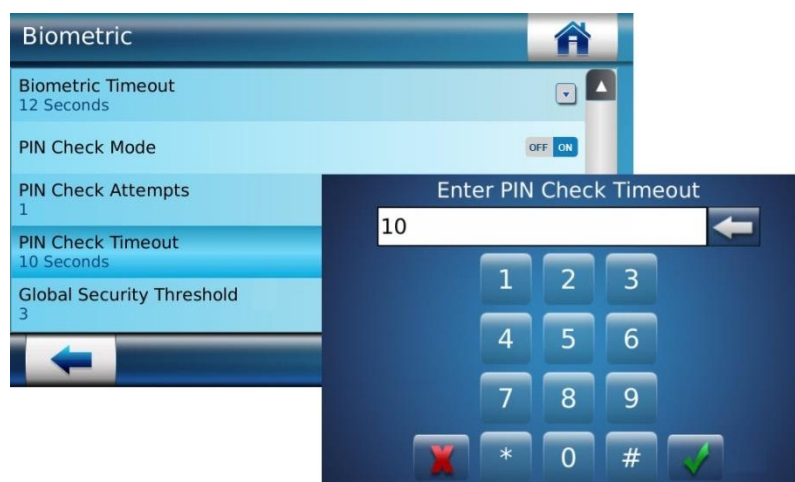 Biometric
Biometric Timeout
12 Seconds
PIN Check Mode
OFF ON
PIN Check Attempts
1
PIN Check Timeout
10 Seconds
Global Security Threshold
3
Enter PIN Check Timeout
10
1 2 3
4 5 6
7 8 9
* 0 #